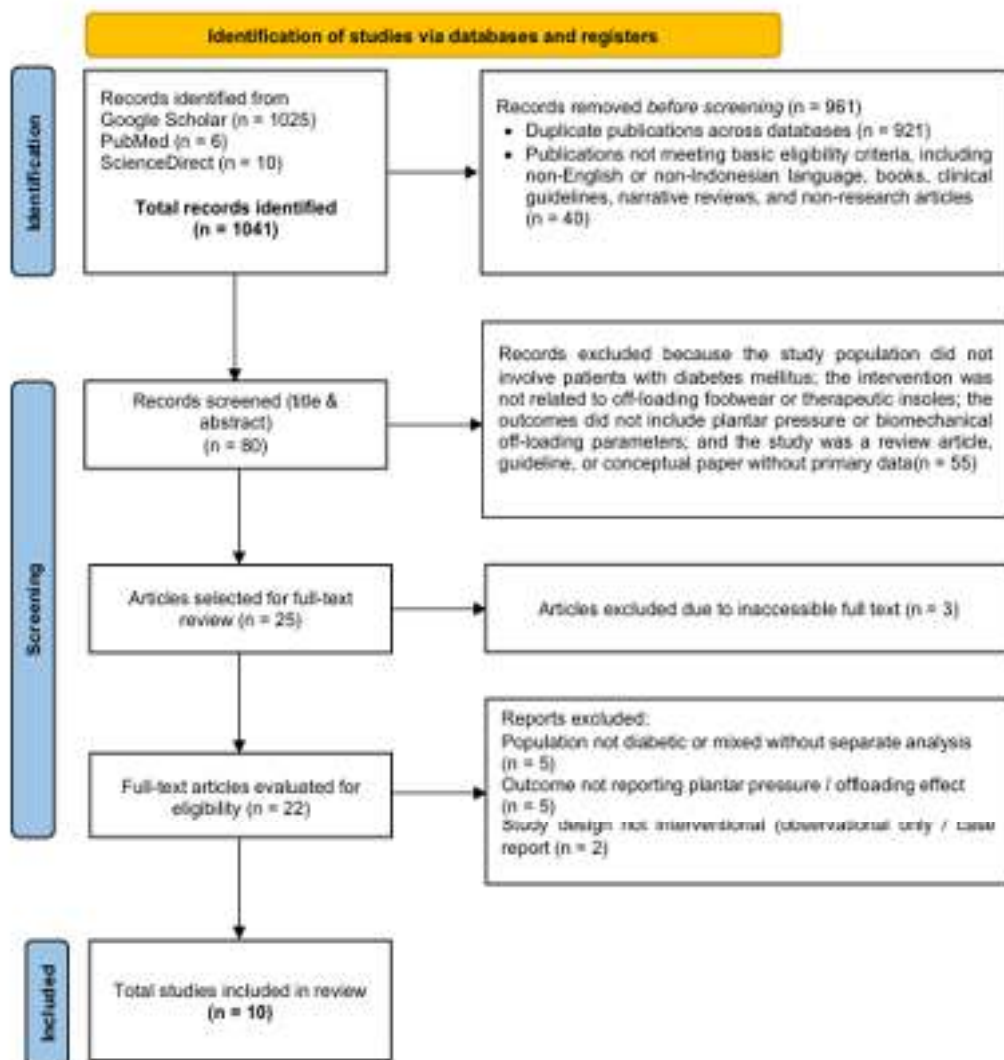 Identification of studies via databases and registers
Identification
Records identified from
Google Scholar (n = 1025)
PubMed (n = 6)
ScienceDirect (n = 10)
Total records identified
(n = 1041)
Records removed before screening (n = 961)
• Duplicate publications across databases (n = 921)
• Publications not meeting basic eligibility criteria, including
non-English or non-Indonesian language, books, clinical
guidelines, narrative reviews, and non-research articles
(n = 40)
Screening
Records screened (title &
abstract)
(n = 80)
Records excluded because the study population did not
involve patients with diabetes mellitus; the intervention was
not related to off-loading footwear or therapeutic insoles; the
outcomes did not include plantar pressure or biomechanical
off-loading parameters; and the study was a review article,
guideline, or conceptual paper without primary data(n = 55)
Articles selected for full-text
review (n = 25)
Articles excluded due to inaccessible full text (n = 3)
Full-text articles evaluated for
eligibility (n = 22)
Reports excluded:
Population not diabetic or mixed without separate analysis
(n = 5)
Outcome not reporting plantar pressure / offloading effect
(n = 5)
Study design not interventional (observational only / case
report (n = 2)
Included
Total studies included in review
(n = 10)